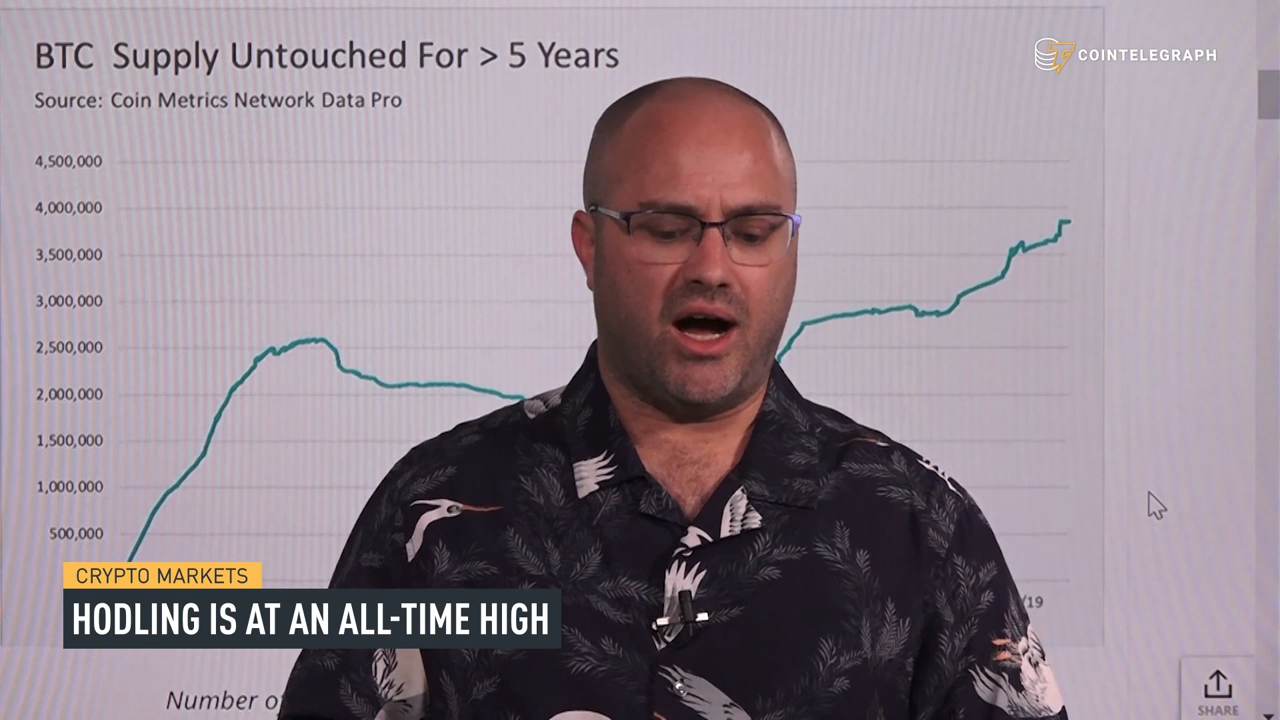 BTC Supply Untouched For > 5 Years
Source: Coin Metrics Network Data Pro
COINTELEGRAPH
4,500,000
4,000,000
3,500,000
3,000,000
2,500,000
2,000,000
1,500,000
1,000,000
500,000
CRYPTO MARKETS
HODLING IS AT AN ALL-TIME HIGH
/19
Number of
SHARE